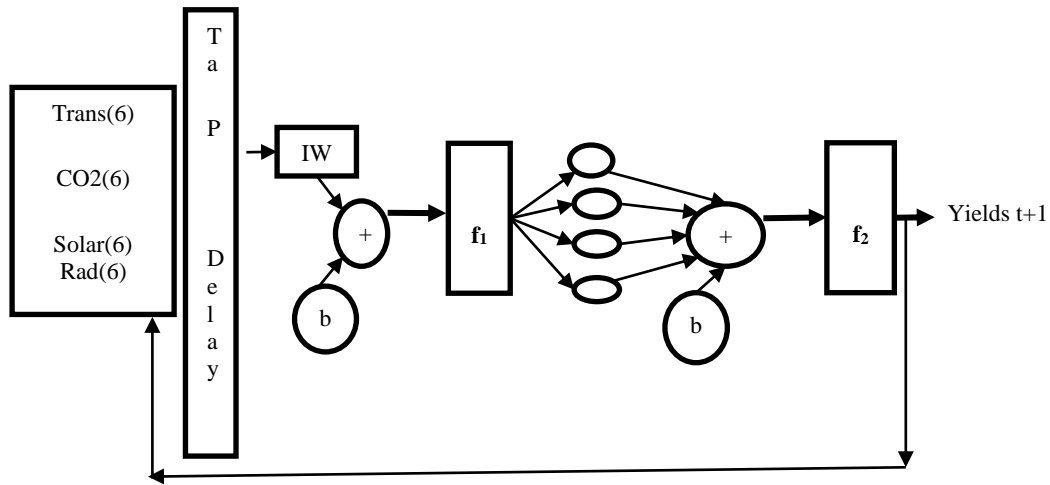 Trans(6)
CO2(6)
Solar(6)
Rad(6)
T
a
P
D
e
l
a
y
IW
+
b
f₁
+
b
f₂
Yields t+1